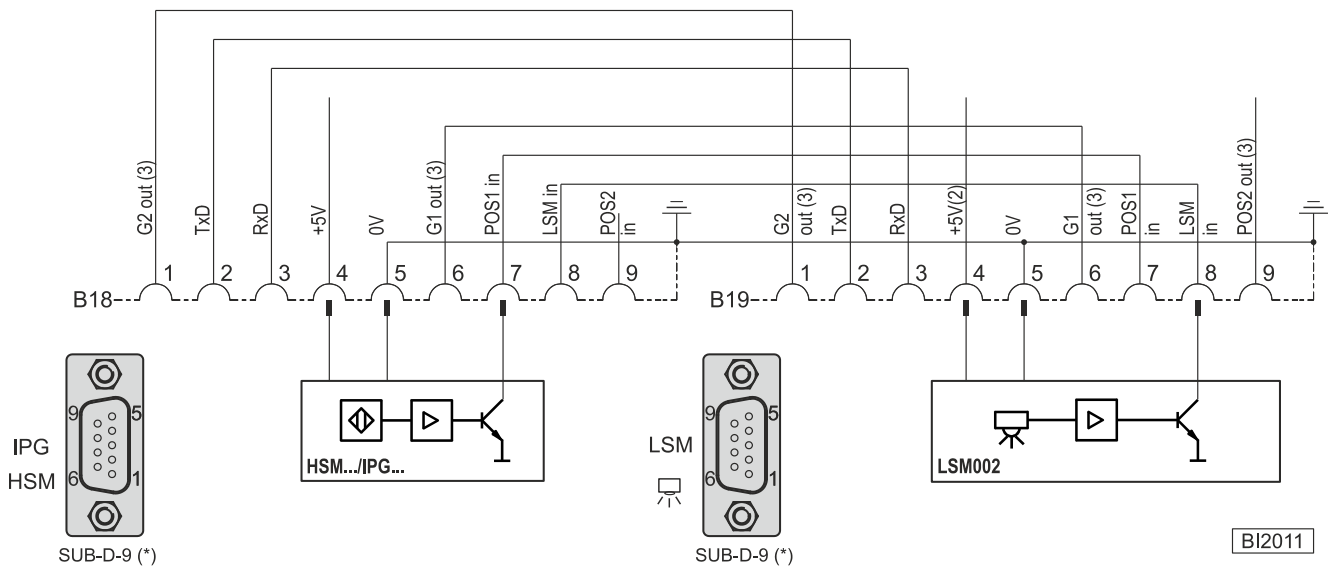 G2 out (3)
TxD
RxD
+5V
0V
G1 out (3)
POS1 in
LSM in
POS2
in
G2
out (3)
TxD
RxD
+5V(2)
0V
G1
out (3)
POS1
in
LSM
in
POS2 out (3)
B18 1 2 3 4 5 6 7 8 9
B19 1 2 3 4 5 6 7 8 9
9 5
IPG
HSM 6 1
SUB-D-9 (*)
HSM.../IPG...
9 5
LSM
6 1
SUB-D-9 (*)
LSM002
BI2011